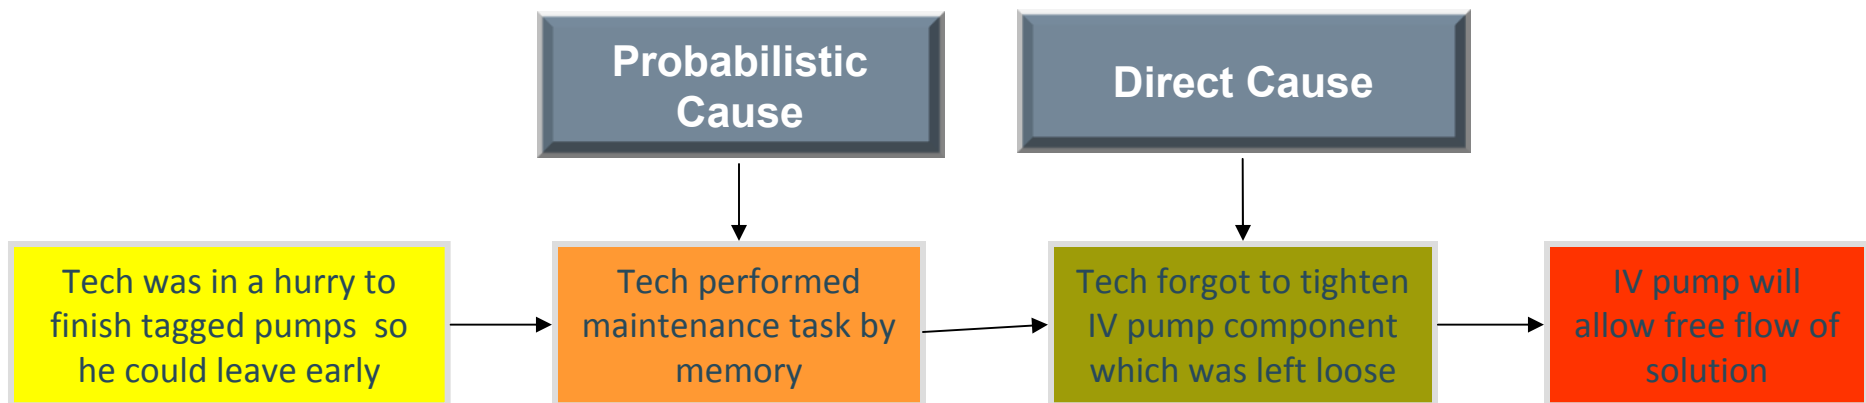 Probabilistic
Cause
Direct Cause
Tech was in a hurry to
finish tagged pumps  so
he could leave early
Tech performed
maintenance task by
memory
Tech forgot to tighten
IV pump component
which was left loose
IV pump will
allow free flow of
solution